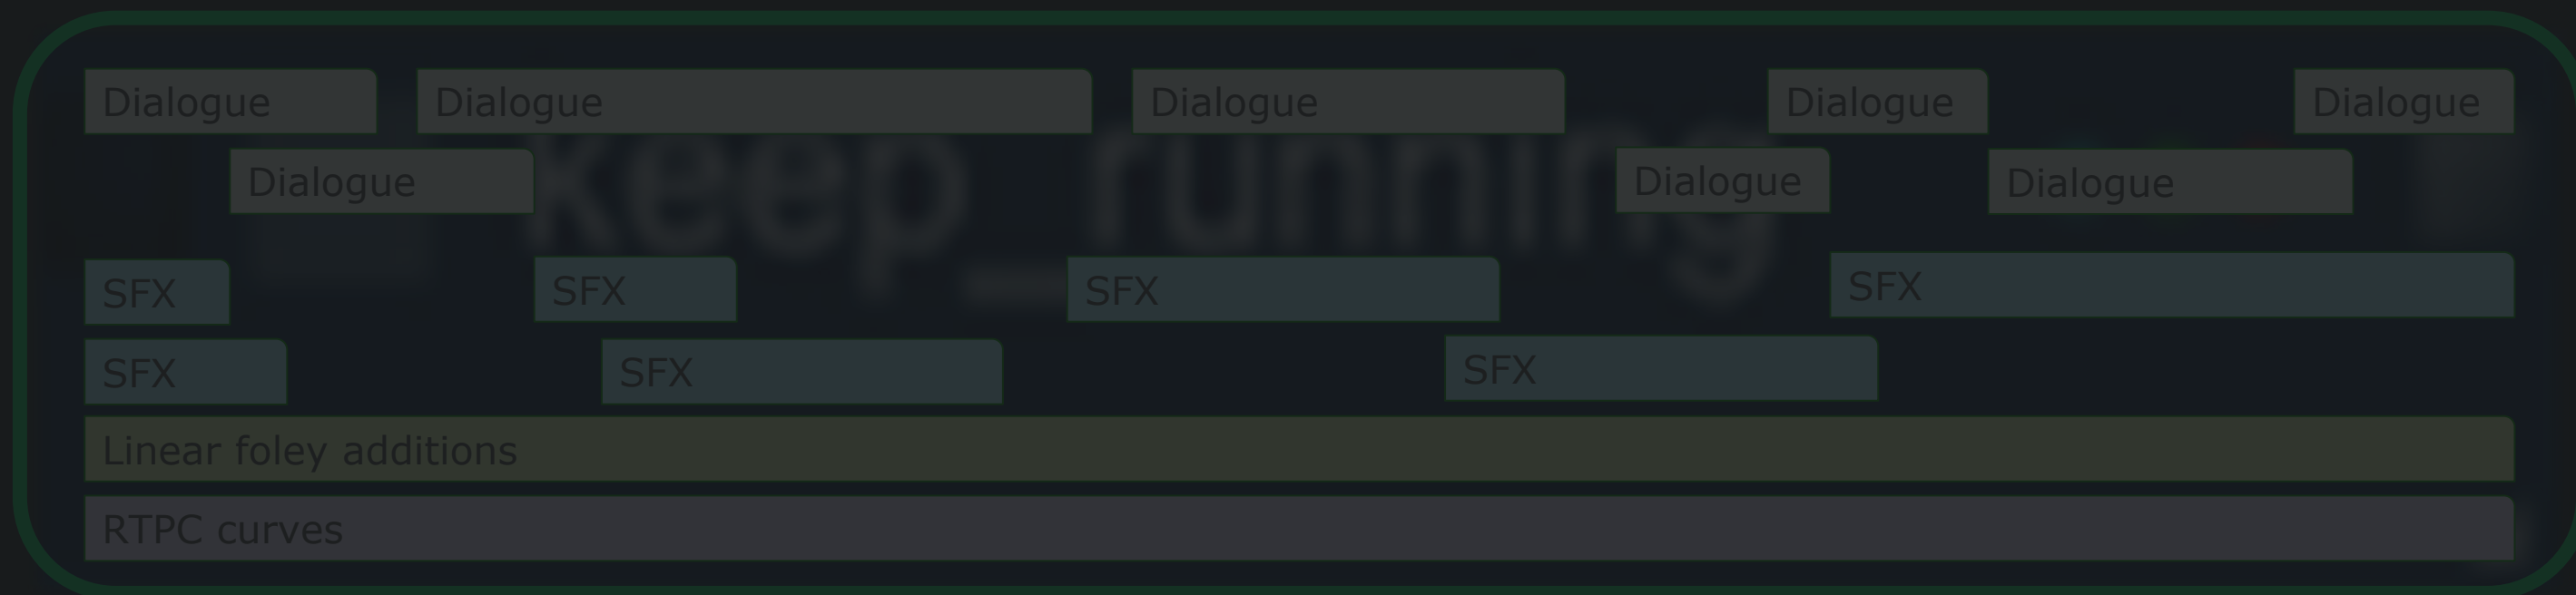 Dialogue Dialogue Dialogue Dialogue Dialogue
Dialogue Dialogue Dialogue
keep_running
SFX SFX SFX SFX
SFX SFX SFX
Linear foley additions
RTPC curves